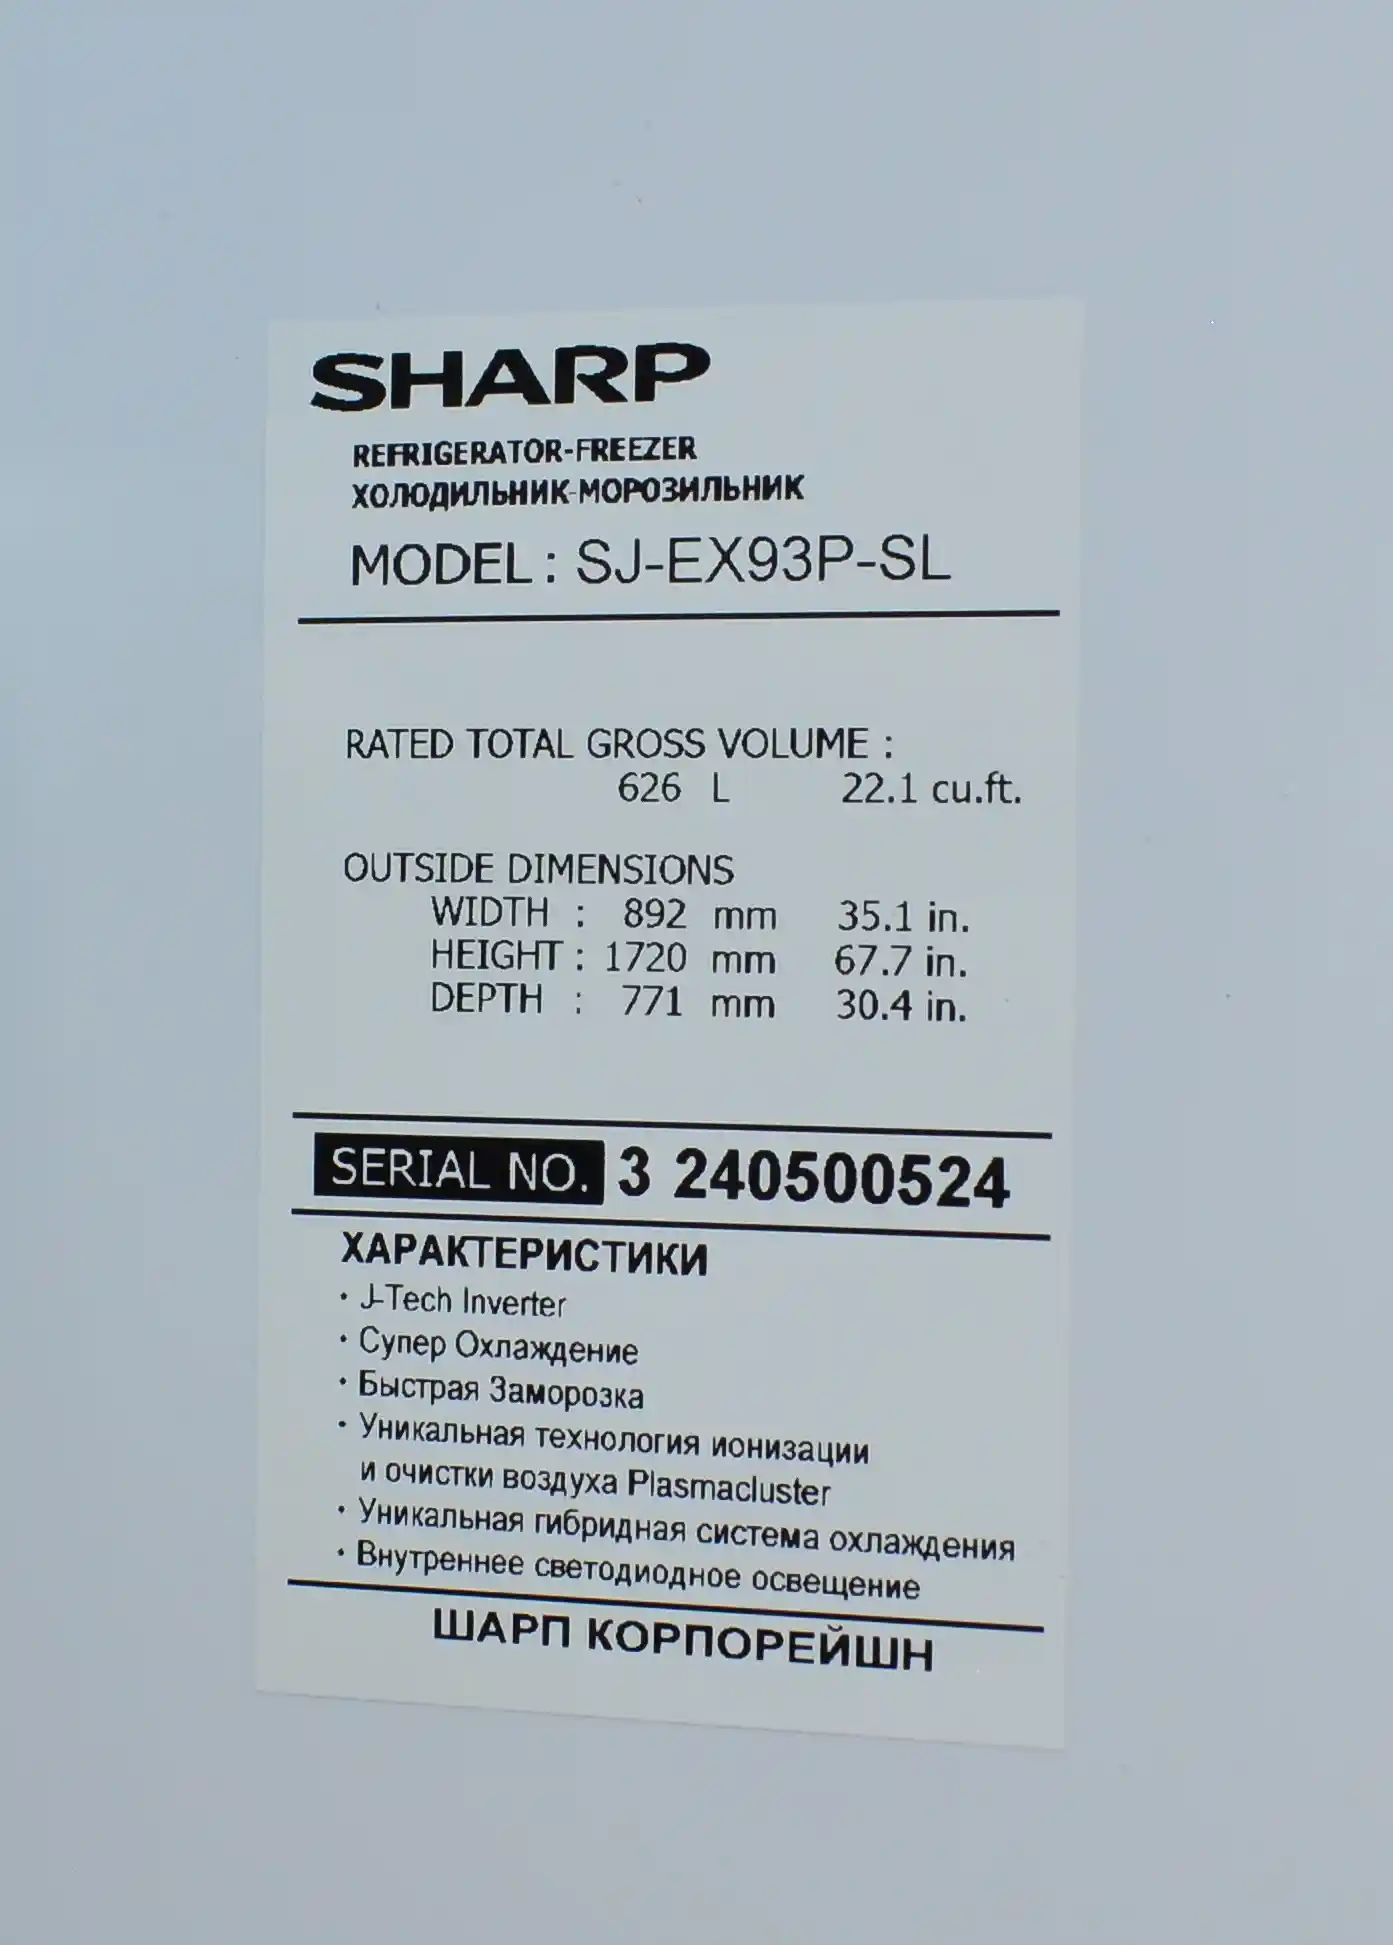 SHARP
REFRIGERATOR-FREEZER
ХОЛОДИЛЬНИК-МОРОЗИЛЬНИК
MODEL : SJ-EX93P-SL
RATED TOTAL GROSS VOLUME :
626 L 22.1 cu.ft.
OUTSIDE DIMENSIONS
WIDTH : 892 mm 35.1 in.
HEIGHT : 1720 mm 67.7 in.
DEPTH : 771 mm 30.4 in.
SERIAL NO. 3 240500524
ХАРАКТЕРИСТИКИ
· J-Tech Inverter
· Супер Охлаждение
· Быстрая Заморозка
· Уникальная технология ионизации
и очистки воздуха Plasmacluster
· Уникальная гибридная система охлаждения
· Внутреннее светодиодное освещение
ШАРП КОРПОРЕЙШН